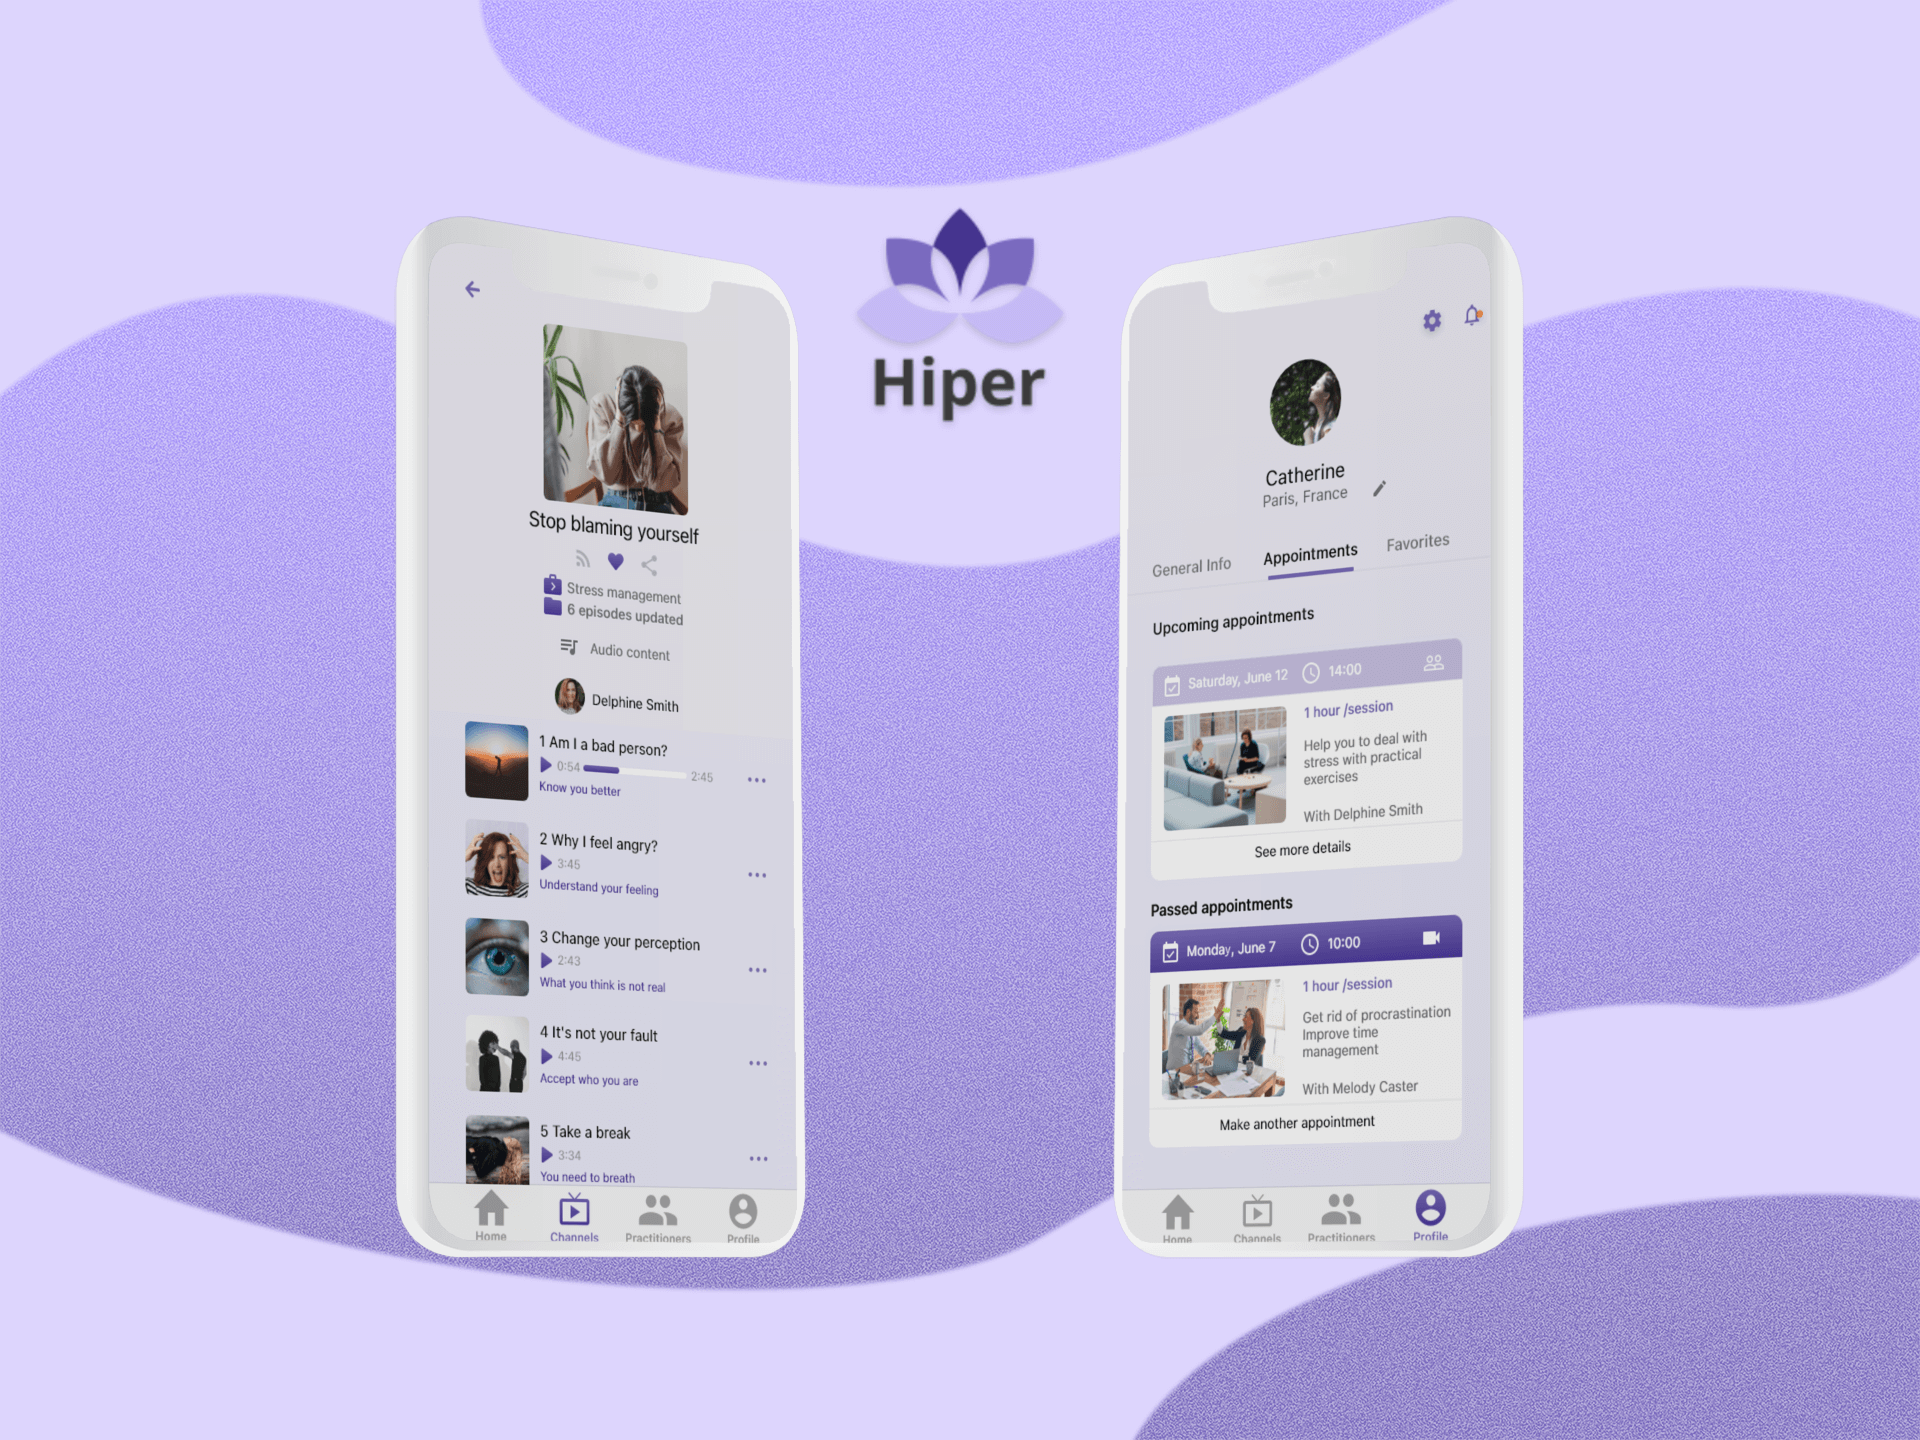 Hiper
Stop blaming yourself
Stress management
6 episodes updated
Audio content
Delphine Smith
1 Am I a bad person?
0:54 2:45
Know you better
2 Why I feel angry?
3:45
Understand your feeling
3 Change your perception
2:43
What you think is not real
4 It's not your fault
4:45
Accept who you are
5 Take a break
3:34
You need to breath
Home Channels Practitioners Profile
Catherine
Paris, France
General Info Appointments Favorites
Upcoming appointments
Saturday, June 12 14:00
1 hour /session
Help you to deal with
stress with practical
exercises
With Delphine Smith
See more details
Passed appointments
Monday, June 7 10:00
1 hour /session
Get rid of procrastination
Improve time
management
With Melody Caster
Make another appointment
Home Channels Practitioners Profile